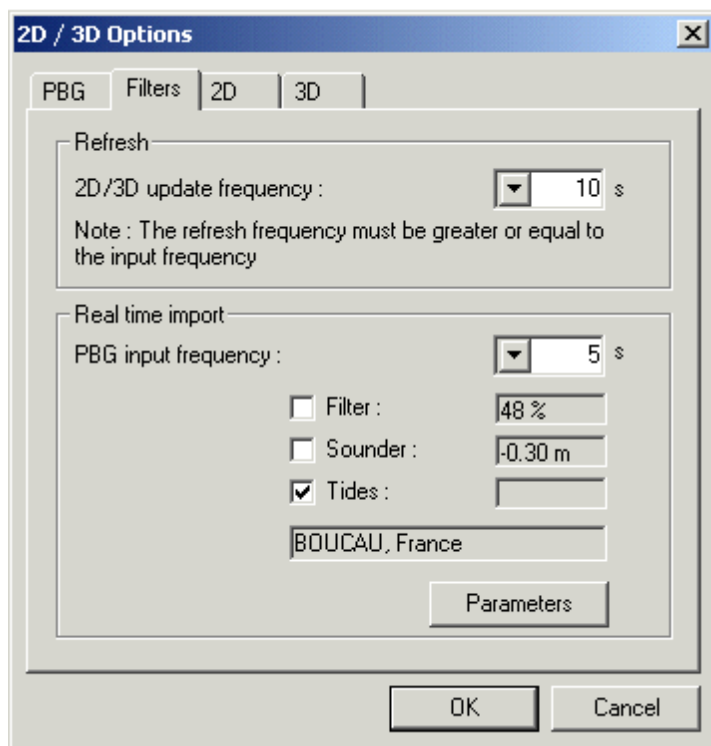 2D / 3D Options
PBG Filters 2D 3D
Refresh
2D/3D update frequency : 10 s
Note : The refresh frequency must be greater or equal to
the input frequency
Real time import
PBG input frequency : 5 s
Filter : 48 %
Sounder : -0.30 m
Tides :
BOUCAU, France
Parameters
OK Cancel